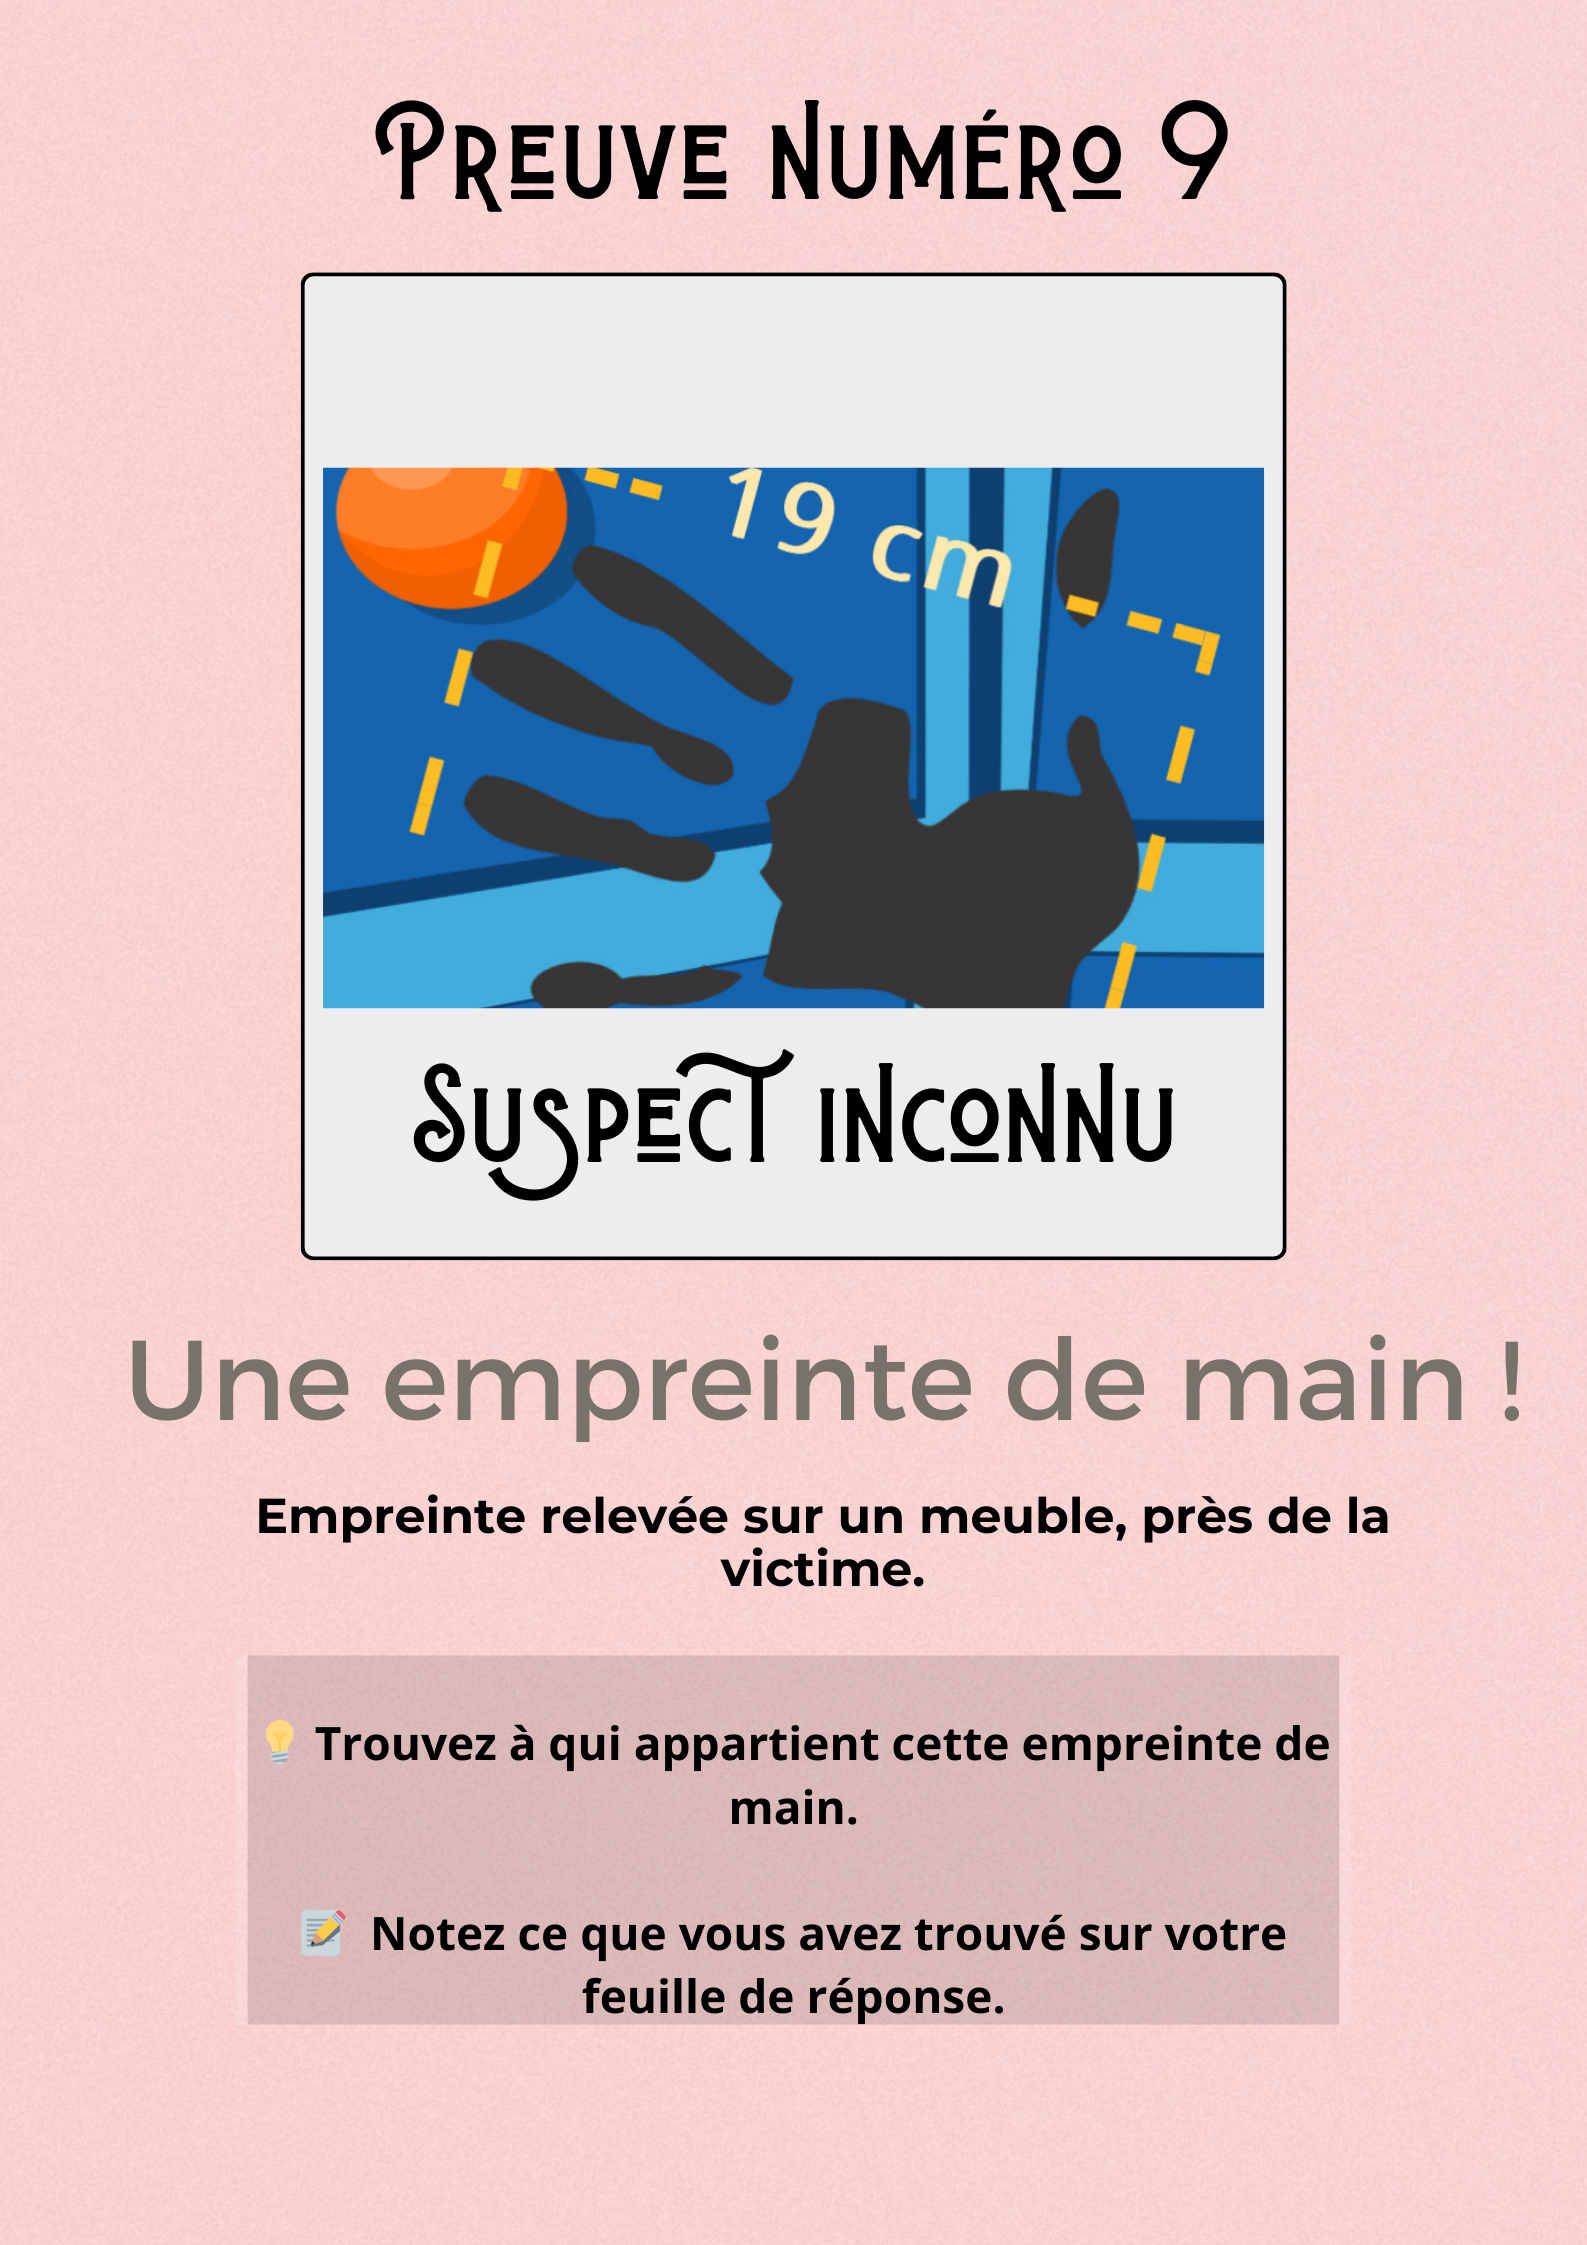 Preuve numéro 9
19 cm
Suspect inconnu
Une empreinte de main !
Empreinte relevée sur un meuble, près de la
victime.
💡 Trouvez à qui appartient cette empreinte de
main.
📝 Notez ce que vous avez trouvé sur votre
feuille de réponse.